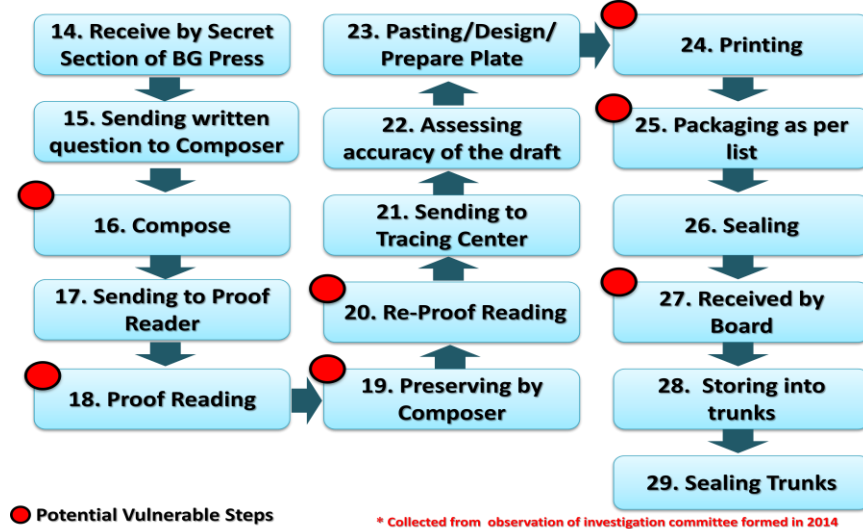 14. Receive by Secret
Section of BG Press
15. Sending written
question to Composer
16. Compose
17. Sending to Proof
Reader
18. Proof Reading
19. Preserving by
Composer
20. Re-Proof Reading
21. Sending to
Tracing Center
22. Assessing
accuracy of the draft
23. Pasting/Design/
Prepare Plate
24. Printing
25. Packaging as per
list
26. Sealing
27. Received by
Board
28. Storing into
trunks
29. Sealing Trunks
Potential Vulnerable Steps
* Collected from observation of investigation committee formed in 2014